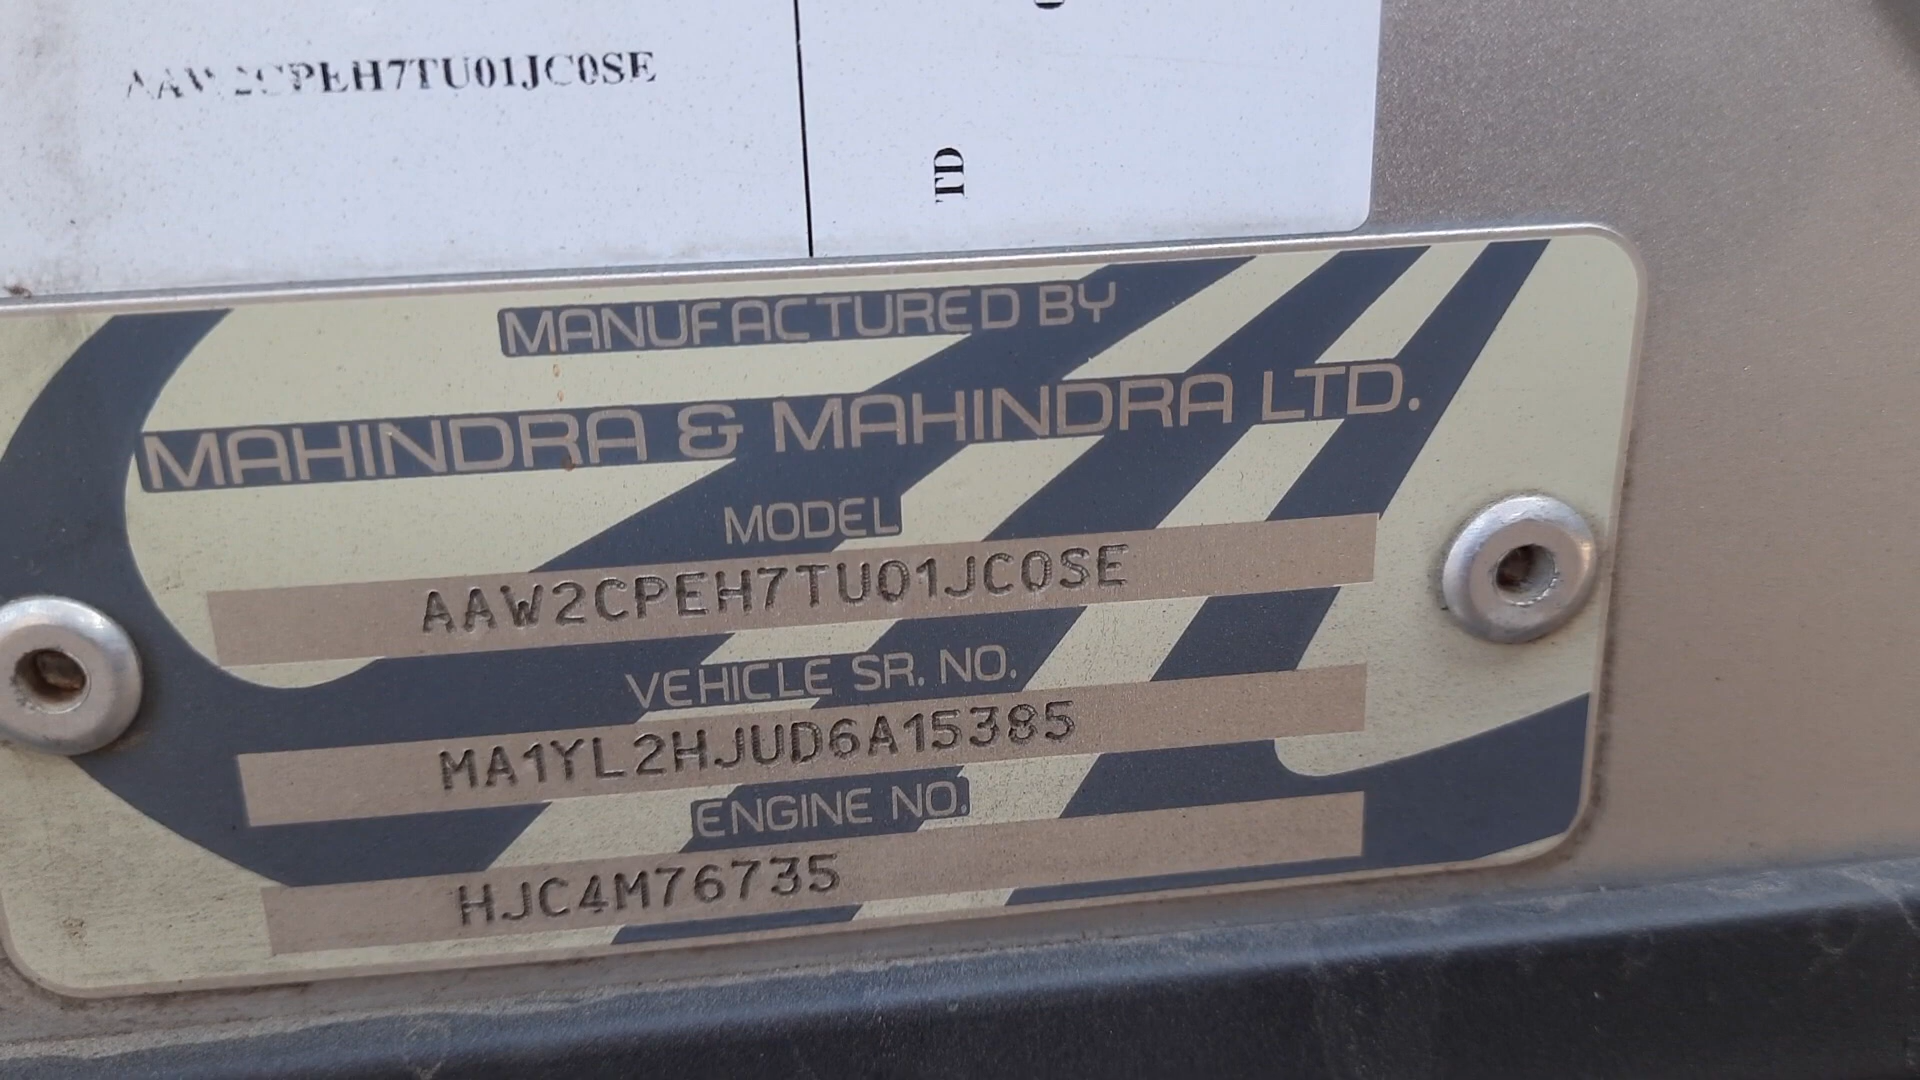 AAW2CPEH7TU01JC0SE
TD
MANUFACTURED BY
MAHINDRA & MAHINDRA LTD.
MODEL
AAW2CPEH7TU01JC0SE
VEHICLE SR. NO.
MA1YL2HJUD6A15385
ENGINE NO.
HJC4M76735